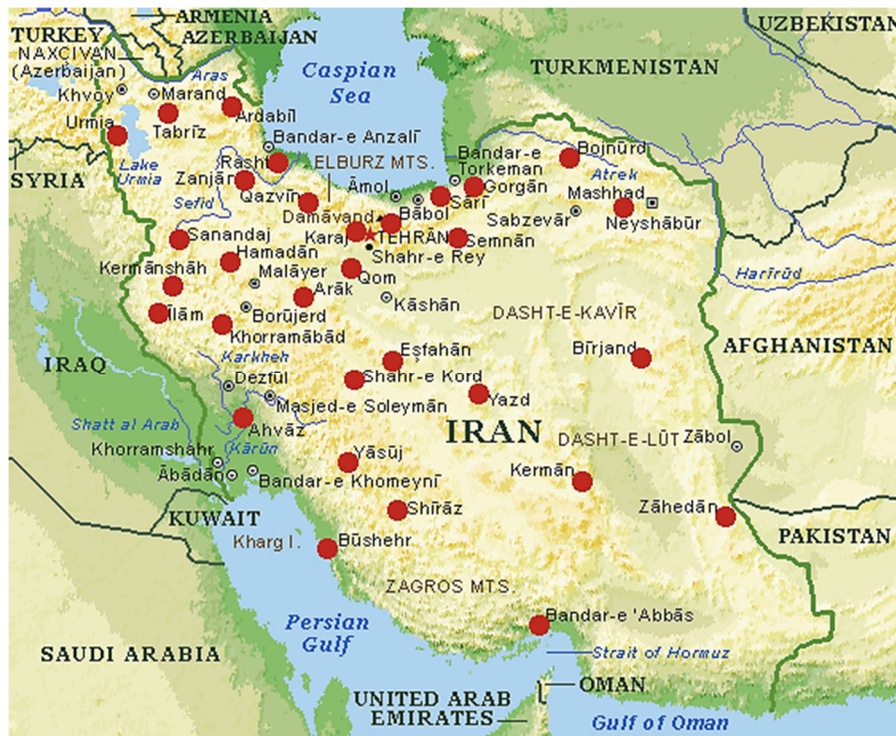 ARMENIA
TURKEY
AZERBAIJAN
UZBEKISTAN
NAXCIVAN
(Azerbaijan)
Aras
Caspian
Sea
TURKMENISTAN
Khvoy
Marand
Urmia
Tabrīz
Ardabīl
Bandar-e Anzalī
Lake
Urmia
Rasht
ELBURZ MTS.
Bandar-e
Torkeman
Bojnūrd
Atrek
SYRIA
Zanjān
Sefid
Qazvīn
Āmol
Sārī
Gorgān
Mashhad
Sabzevār
Neyshābūr
Damāvand
Bābol
Sanandaj
Karaj
TEHRĀN
Semnān
Hamadān
Shahr-e Rey
Kermānshāh
Malāyer
Qom
Harīrūd
Arāk
Kāshān
Īlām
Borūjerd
DASHT-E-KAVĪR
Khorramābād
IRAQ
Karkheh
Eşfahān
Bīrjand
AFGHANISTAN
Dezfūl
Shahr-e Kord
Masjed-e Soleymān
Yazd
Shatt al Arab
Ahvāz
IRAN
DASHT-E-LŪT
Zābol
Khorramshahr
Kārūn
Yāsūj
Ābādān
Bandar-e Khomeynī
Kermān
KUWAIT
Shīrāz
Zāhedān
Kharg I.
Būshehr
PAKISTAN
ZAGROS MTS.
Persian
Gulf
Bandar-e 'Abbās
SAUDI ARABIA
Strait of Hormuz
OMAN
UNITED ARAB
EMIRATES
Gulf of Oman